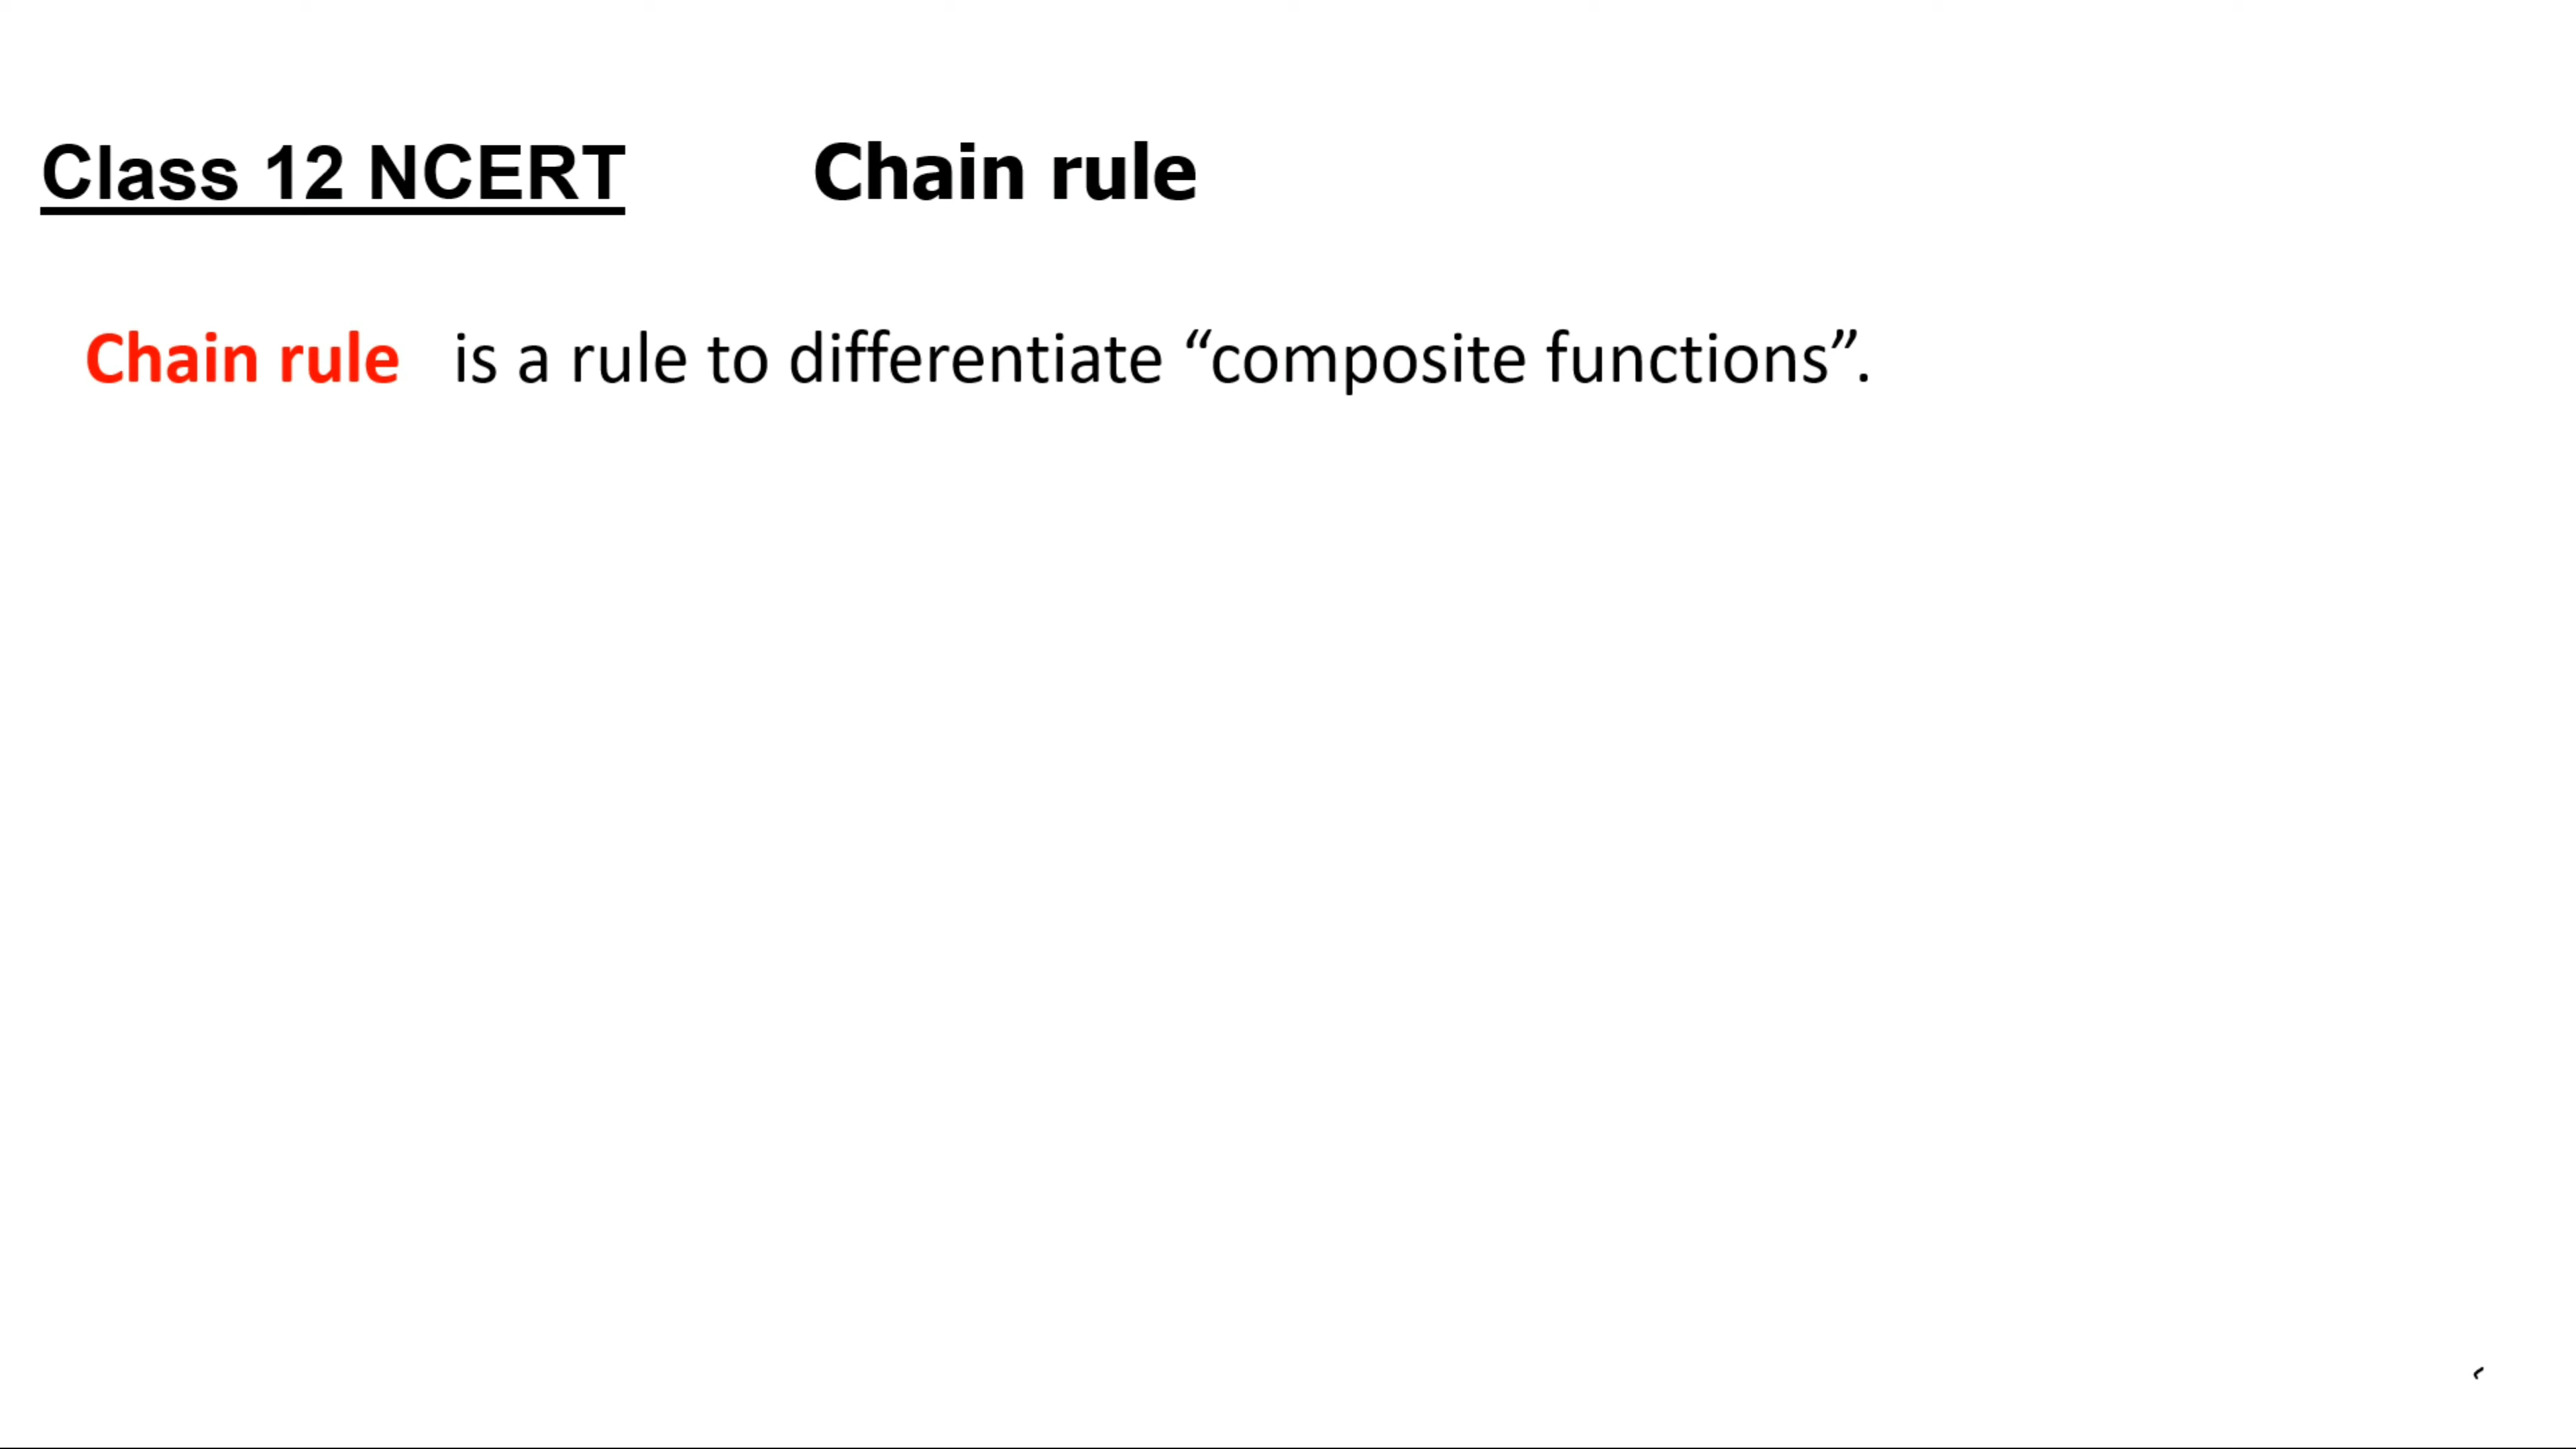 Class 12 NCERT Chain rule
Chain rule is a rule to differentiate “composite functions”.